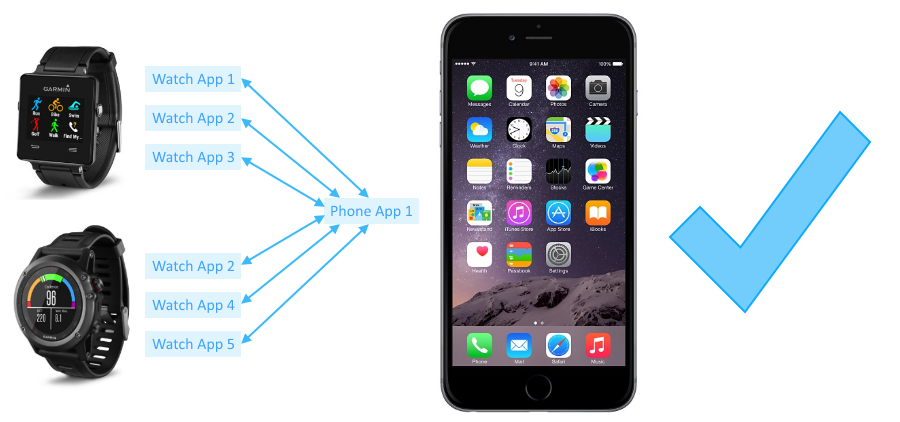 GARMIN
Run Bike Swim
Golf Walk Find My...
Watch App 1
Watch App 2
Watch App 3
Phone App 1
96
220 8.1
GARMIN
Watch App 2
Watch App 4
Watch App 5
9:41 AM 100%
Tuesday
9
Messages Calendar Photos Camera
Weather Clock Maps Videos
Notes Reminders Stocks Game Center
Newsstand iTunes Store App Store iBooks
Health Passbook Settings
Phone Mail Safari Music